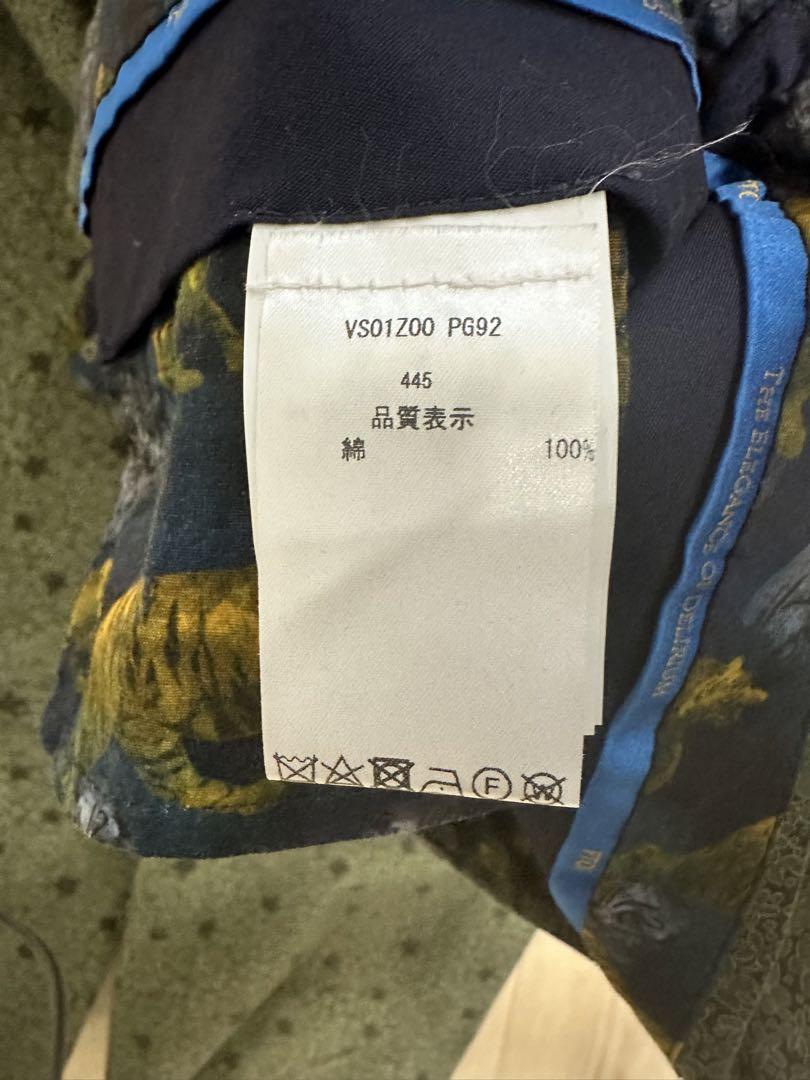 VS01Z00 PG92
445
品質表示
綿 100%
F
W
THE ELEGANCE OF DELIRIUM